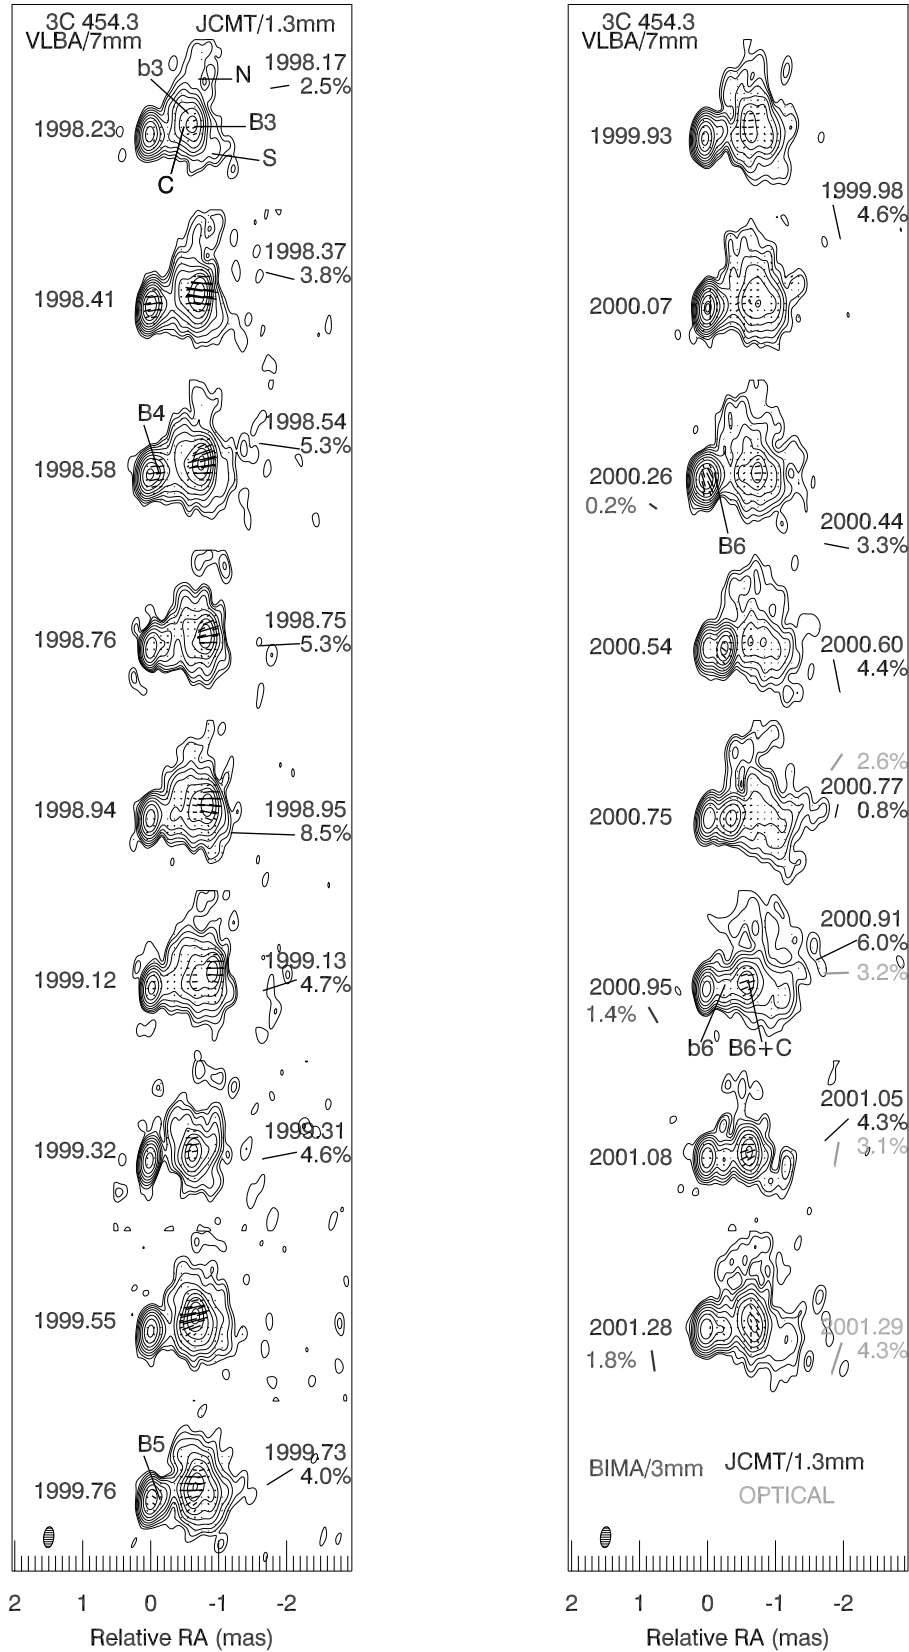 3C 454.3
VLBA/7mm
JCMT/1.3mm
1998.17
2.5%
b3
N
1998.23
B3
S
C
1998.37
3.8%
1998.41
B4
1998.54
5.3%
1998.58
1998.75
5.3%
1998.76
1998.94
1998.95
8.5%
1999.13
4.7%
1999.12
1999.31
4.6%
1999.32
1999.55
B5
1999.73
4.0%
1999.76
2 1 0 -1 -2
Relative RA (mas)
3C 454.3
VLBA/7mm
1999.93
1999.98
4.6%
2000.07
2000.26
0.2%
B6
2000.44
3.3%
2000.54
2000.60
4.4%
2.6%
2000.77
0.8%
2000.75
2000.91
6.0%
3.2%
2000.95
1.4%
b6 B6+C
2001.05
4.3%
3.1%
2001.08
2001.28
1.8%
2001.29
4.3%
BIMA/3mm
JCMT/1.3mm
OPTICAL
2 1 0 -1 -2
Relative RA (mas)